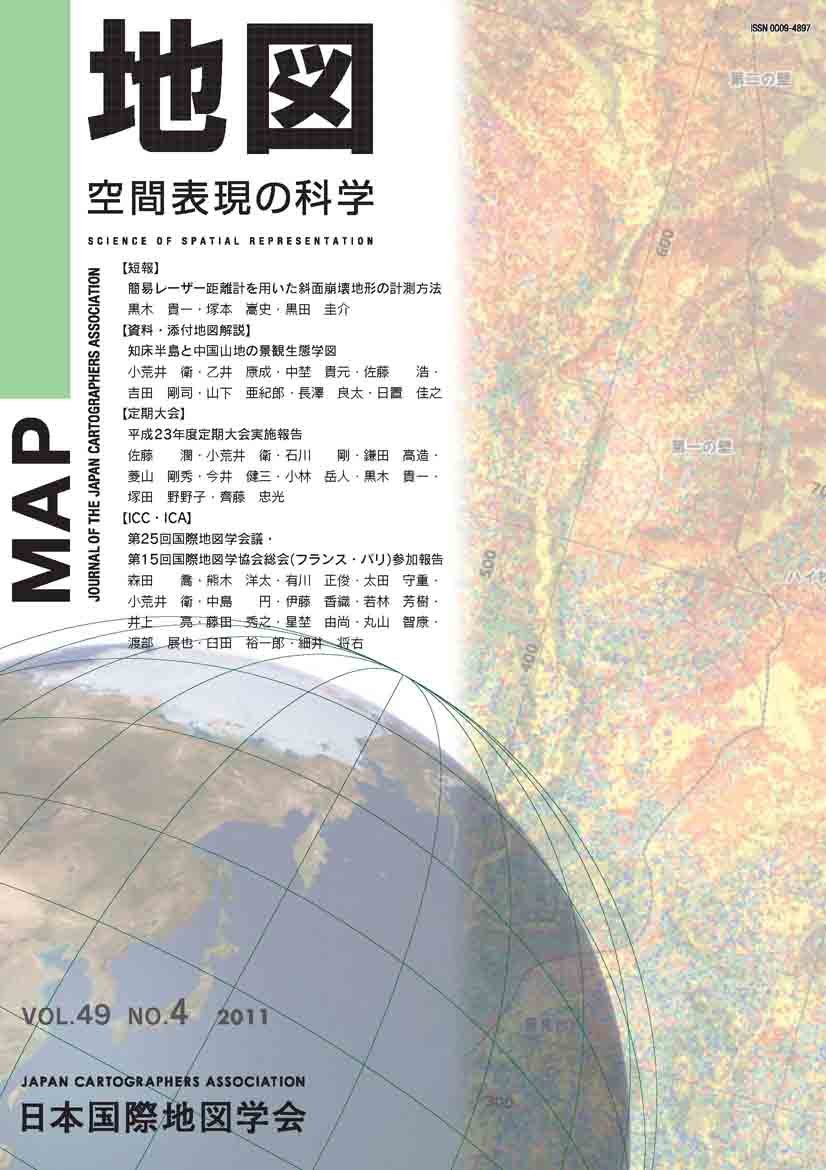 ISSN 0009-4897
地図
空間表現の科学
SCIENCE OF SPATIAL REPRESENTATION
MAP
JOURNAL OF THE JAPAN CARTOGRAPHERS ASSOCIATION
【短報】
簡易レーザー距離計を用いた斜面崩壊地形の計測方法
黒木 貴一・塚本 嵩史・黒田 圭介
【資料・添付地図解説】
知床半島と中国山地の景観生態学図
小荒井 衛・乙井 康成・中埜 貴元・佐藤 浩・
吉田 剛司・山下 亜紀郎・長澤 良太・日置 佳之
【定期大会】
平成23年度定期大会実施報告
佐藤 潤・小荒井 衛・石川 剛・鎌田 高造・
菱山 剛秀・今井 健三・小林 岳人・黒木 貴一・
塚田 野野子・齊藤 忠光
【ICC・ICA】
第25回国際地図学会議・
第15回国際地図学協会総会(フランス・パリ)参加報告
森田 喬・熊木 洋太・有川 正俊・太田 守重・
小荒井 衛・中島 円・伊藤 香織・若林 芳樹・
井上 亮・藤田 秀之・星埜 由尚・丸山 智康・
渡部 展也・臼田 裕一郎・細井 将右
第三の壁
600
第一の壁
70
500
ハイ松
400
300
VOL.49 NO.4 2011
JAPAN CARTOGRAPHERS ASSOCIATION
日本国際地図学会